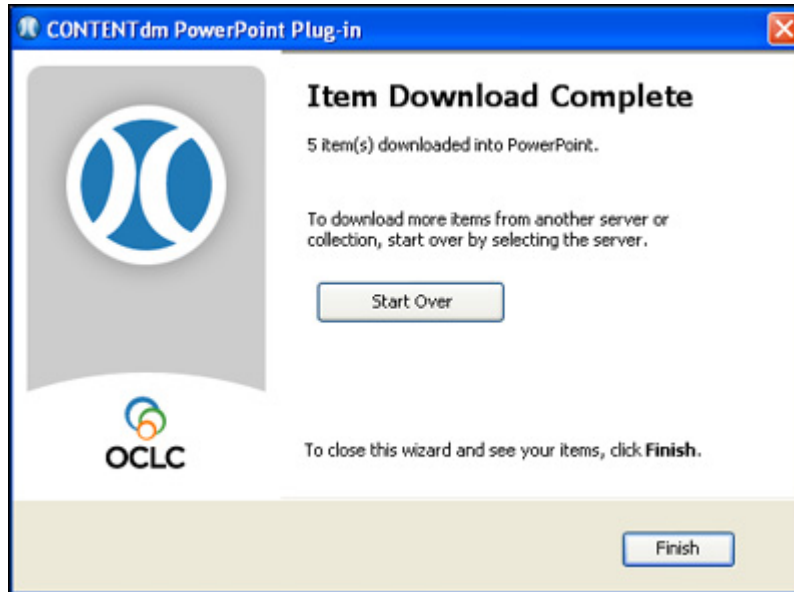 CONTENTdm PowerPoint Plug-in
Item Download Complete
5 item(s) downloaded into PowerPoint.
To download more items from another server or
collection, start over by selecting the server.
Start Over
OCLC
To close this wizard and see your items, click Finish.
Finish